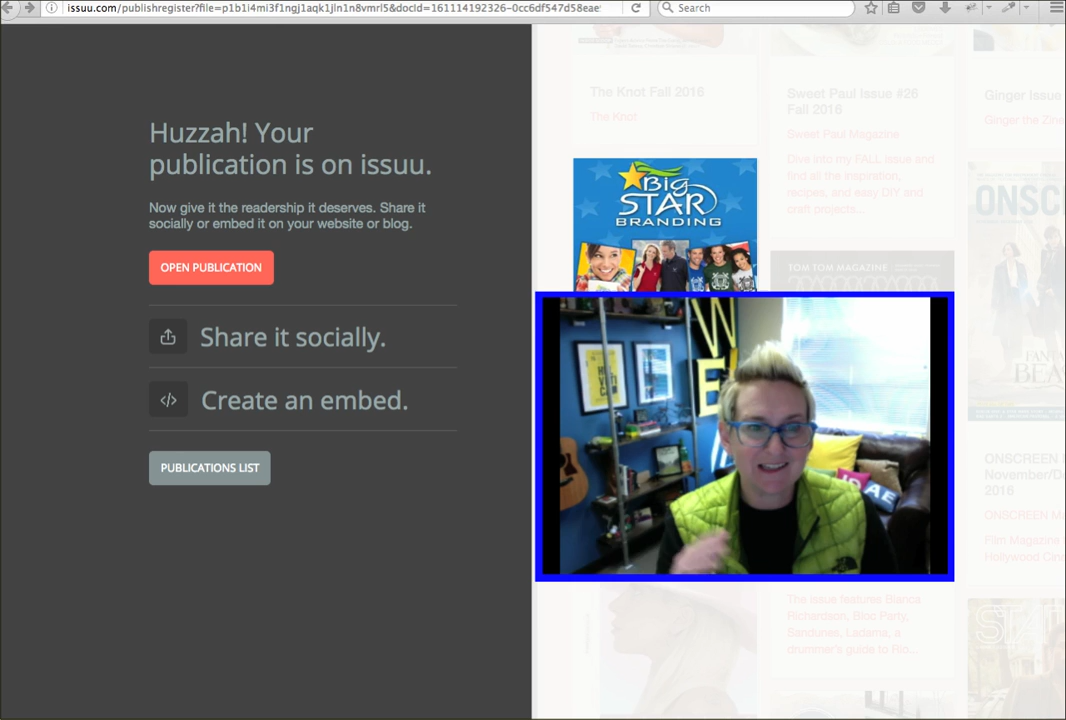 issuu.com/publishregister?file=p1b1i4mi3f1ngj1aqk1jln1n8vmrl5&docId=161114192326-0cc6df547d58eae
Search
Huzzah! Your
publication is on issuu.
Now give it the readership it deserves. Share it
socially or embed it on your website or blog.
OPEN PUBLICATION
Share it socially.
Create an embed.
PUBLICATIONS LIST
The Knot Fall 2016
The Knot
Big
STAR
BRANDING
Sweet Paul Issue #26
Fall 2016
Sweet Paul Magazine
Dive into my FALL issue and
find all the inspiration,
recipes, and easy DIY and
craft projects...
TOM TOM MAGAZINE
W
E
The issue features Bianca
Richardson, Bloc Party,
Sandunes, Ladama, a
drummer's guide to Rio...
Ginger Issue
Ginger the Zine
ONSCREEN
FANTA
BEAS
ONSCREEN
November/De
2016
ONSCREEN Ma
Film Magazine
Hollywood Cine